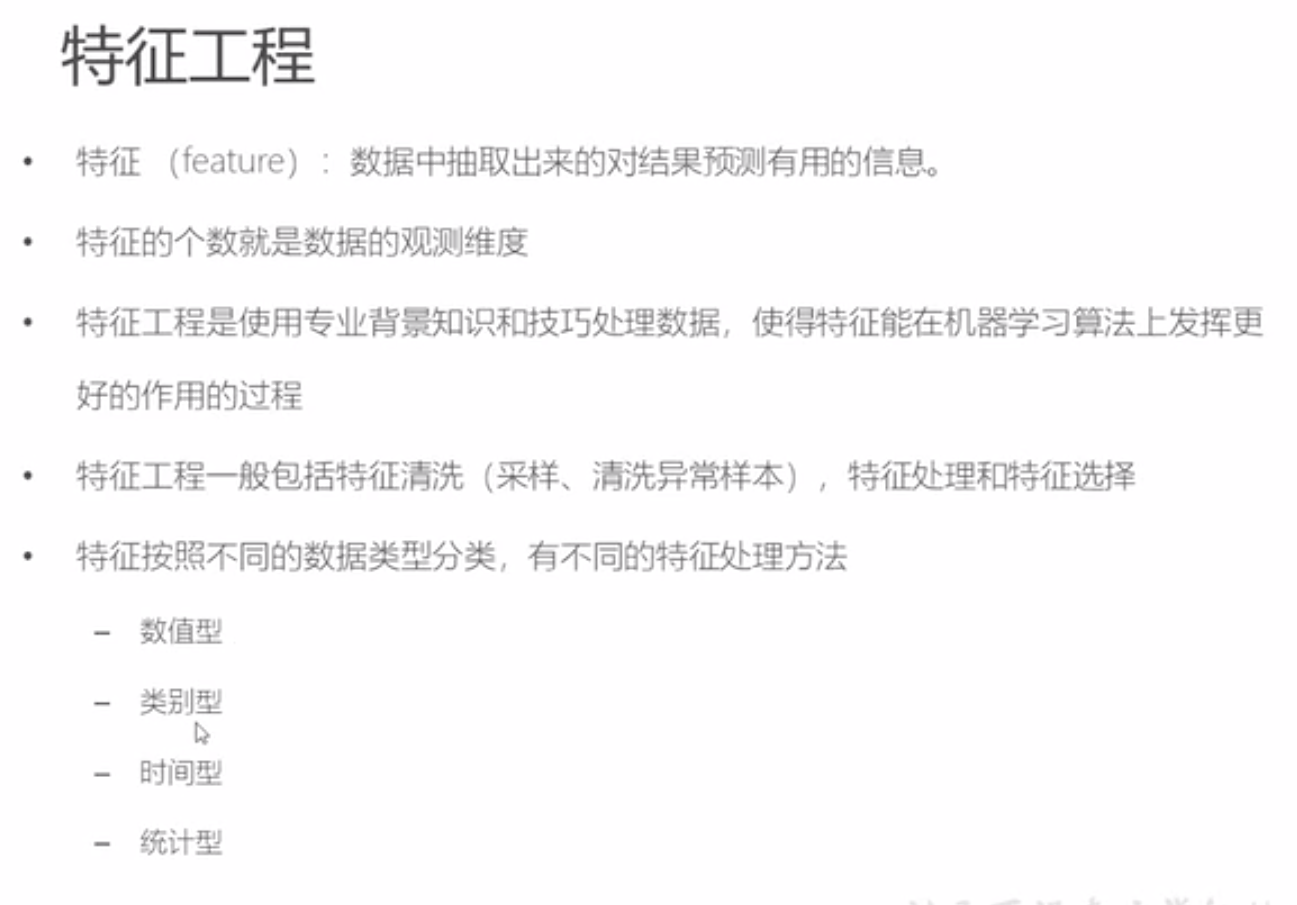 特征工程
• 特征 （feature）：数据中抽取出来的对结果预测有用的信息。
• 特征的个数就是数据的观测维度
• 特征工程是使用专业背景知识和技巧处理数据，使得特征能在机器学习算法上发挥更
好的作用的过程
• 特征工程一般包括特征清洗（采样、清洗异常样本），特征处理和特征选择
• 特征按照不同的数据类型分类，有不同的特征处理方法
– 数值型
– 类别型
– 时间型
– 统计型